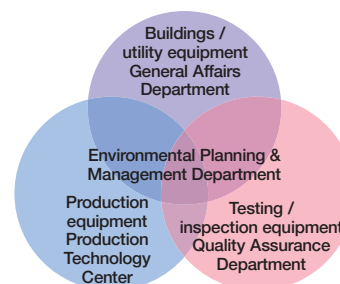 Buildings /
utility equipment
General Affairs
Department
Environmental Planning &
Management Department
Production
equipment
Production
Technology
Center
Testing /
inspection equipment
Quality Assurance
Department